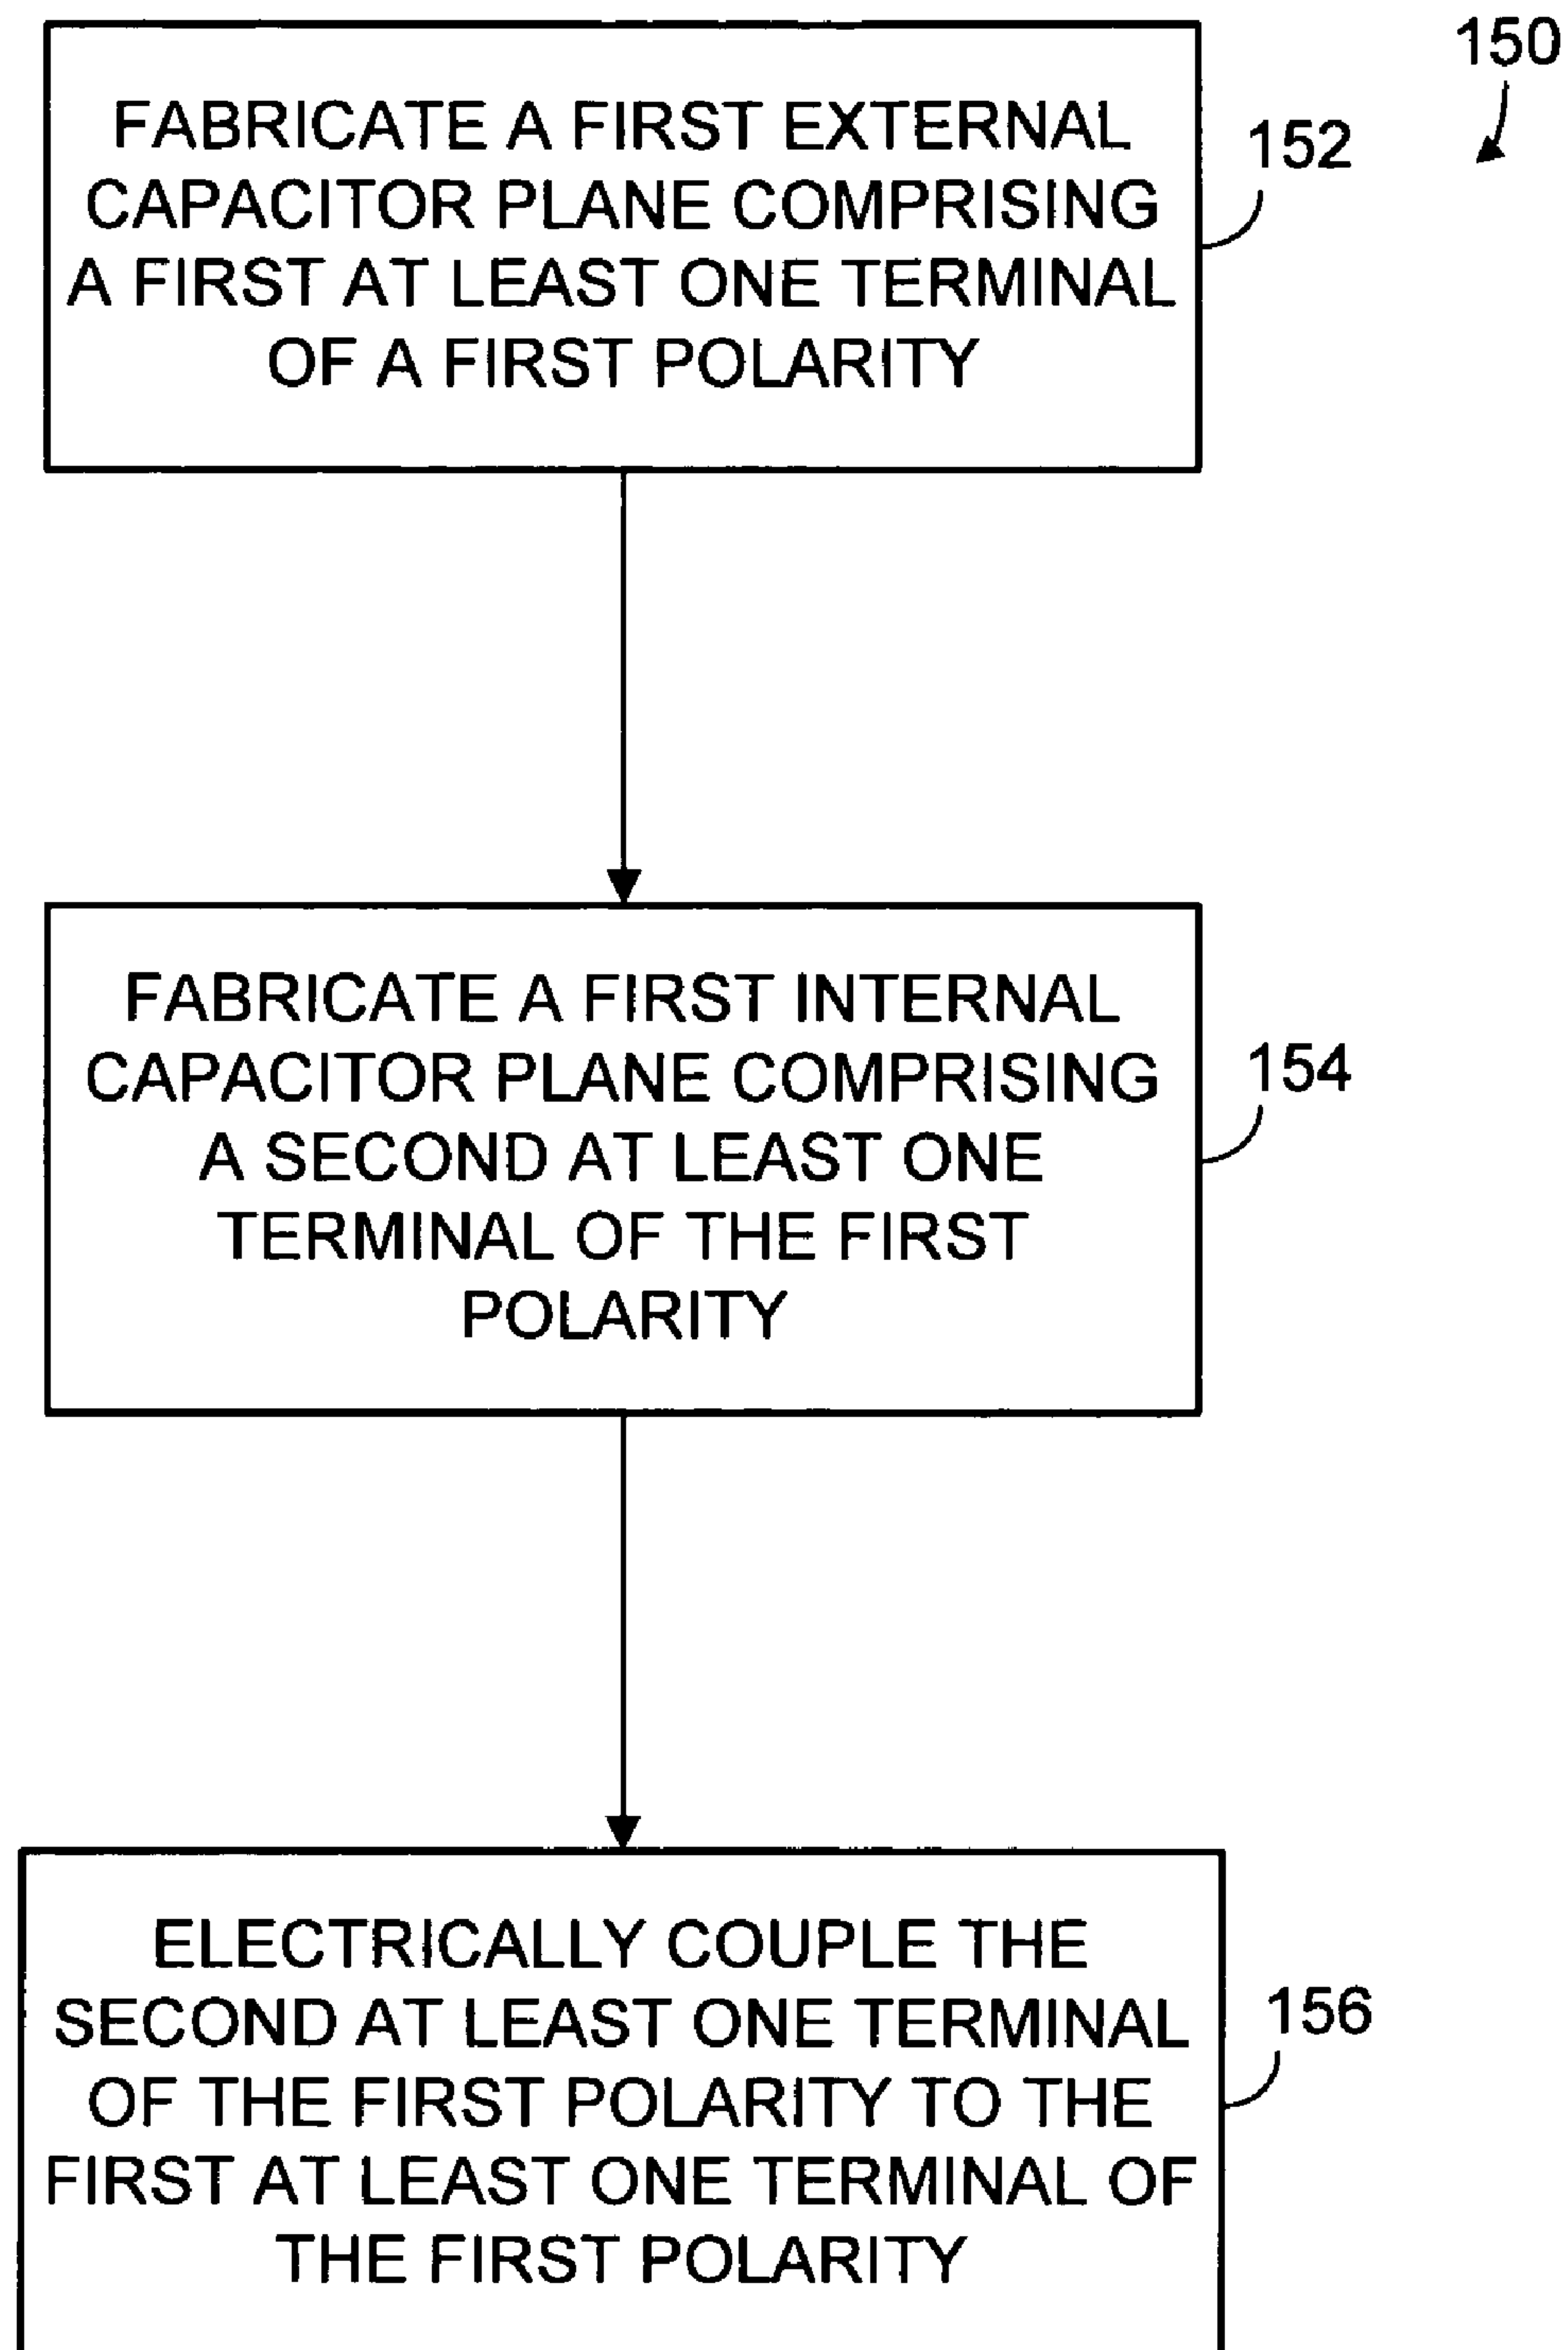 150
FABRICATE A FIRST EXTERNAL
CAPACITOR PLANE COMPRISING
A FIRST AT LEAST ONE TERMINAL
OF A FIRST POLARITY
152
FABRICATE A FIRST INTERNAL
CAPACITOR PLANE COMPRISING
A SECOND AT LEAST ONE
TERMINAL OF THE FIRST
POLARITY
154
ELECTRICALLY COUPLE THE
SECOND AT LEAST ONE TERMINAL
OF THE FIRST POLARITY TO THE
FIRST AT LEAST ONE TERMINAL OF
THE FIRST POLARITY
156